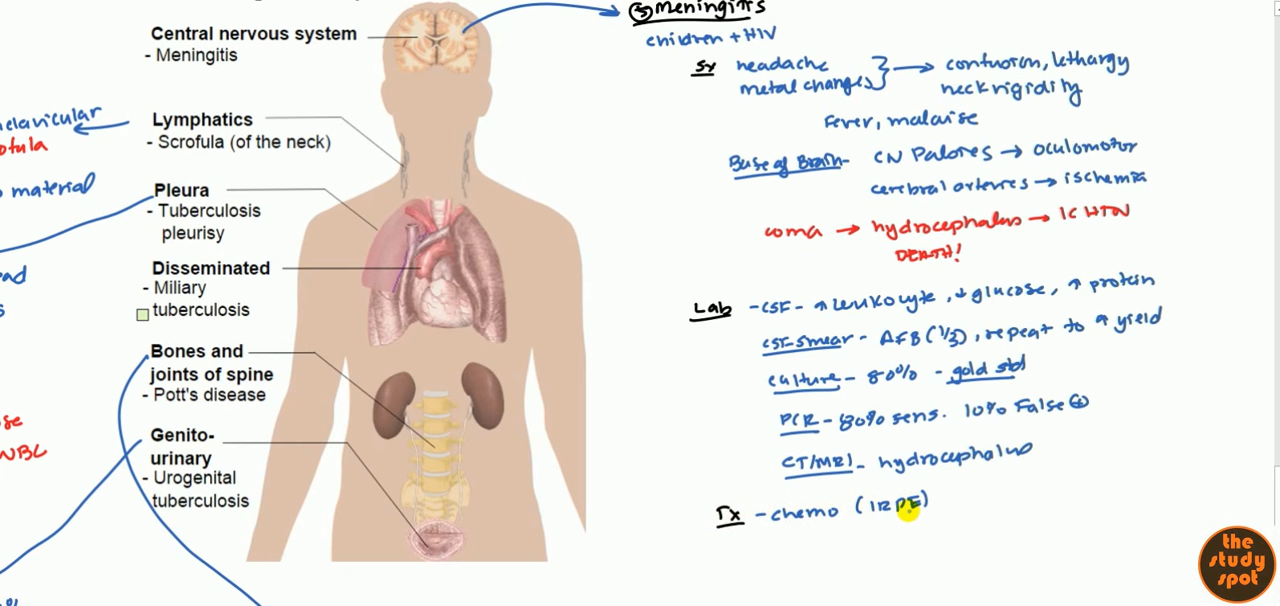 Central nervous system
- Meningitis
Lymphatics
- Scrofula (of the neck)
Pleura
- Tuberculosis
pleurisy
Disseminated
- Miliary
tuberculosis
Bones and
joints of spine
- Pott's disease
Genito-
urinary
- Urogenital
tuberculosis
material
⑤ Meningitis
children + HIV
Sx headache
metal changes } → confusion, lethargy
neck rigidity
Fever, malaise
Base of Brain - CN Palsies → oculomotor
cerebral arteries → ischemia
coma → hydrocephalus → IC HTN
DEATH!
Lab - CSF - ↑ leukocyte, ↓ glucose, ↑ protein
CSF-smear - AFB (1/3), repeat to ↑ yield
culture - 80% - gold std
PCR - 80% sens. 10% False ⊕
CT/MRI - hydrocephalus
Tx - chemo (IRPE)
the
study
spot